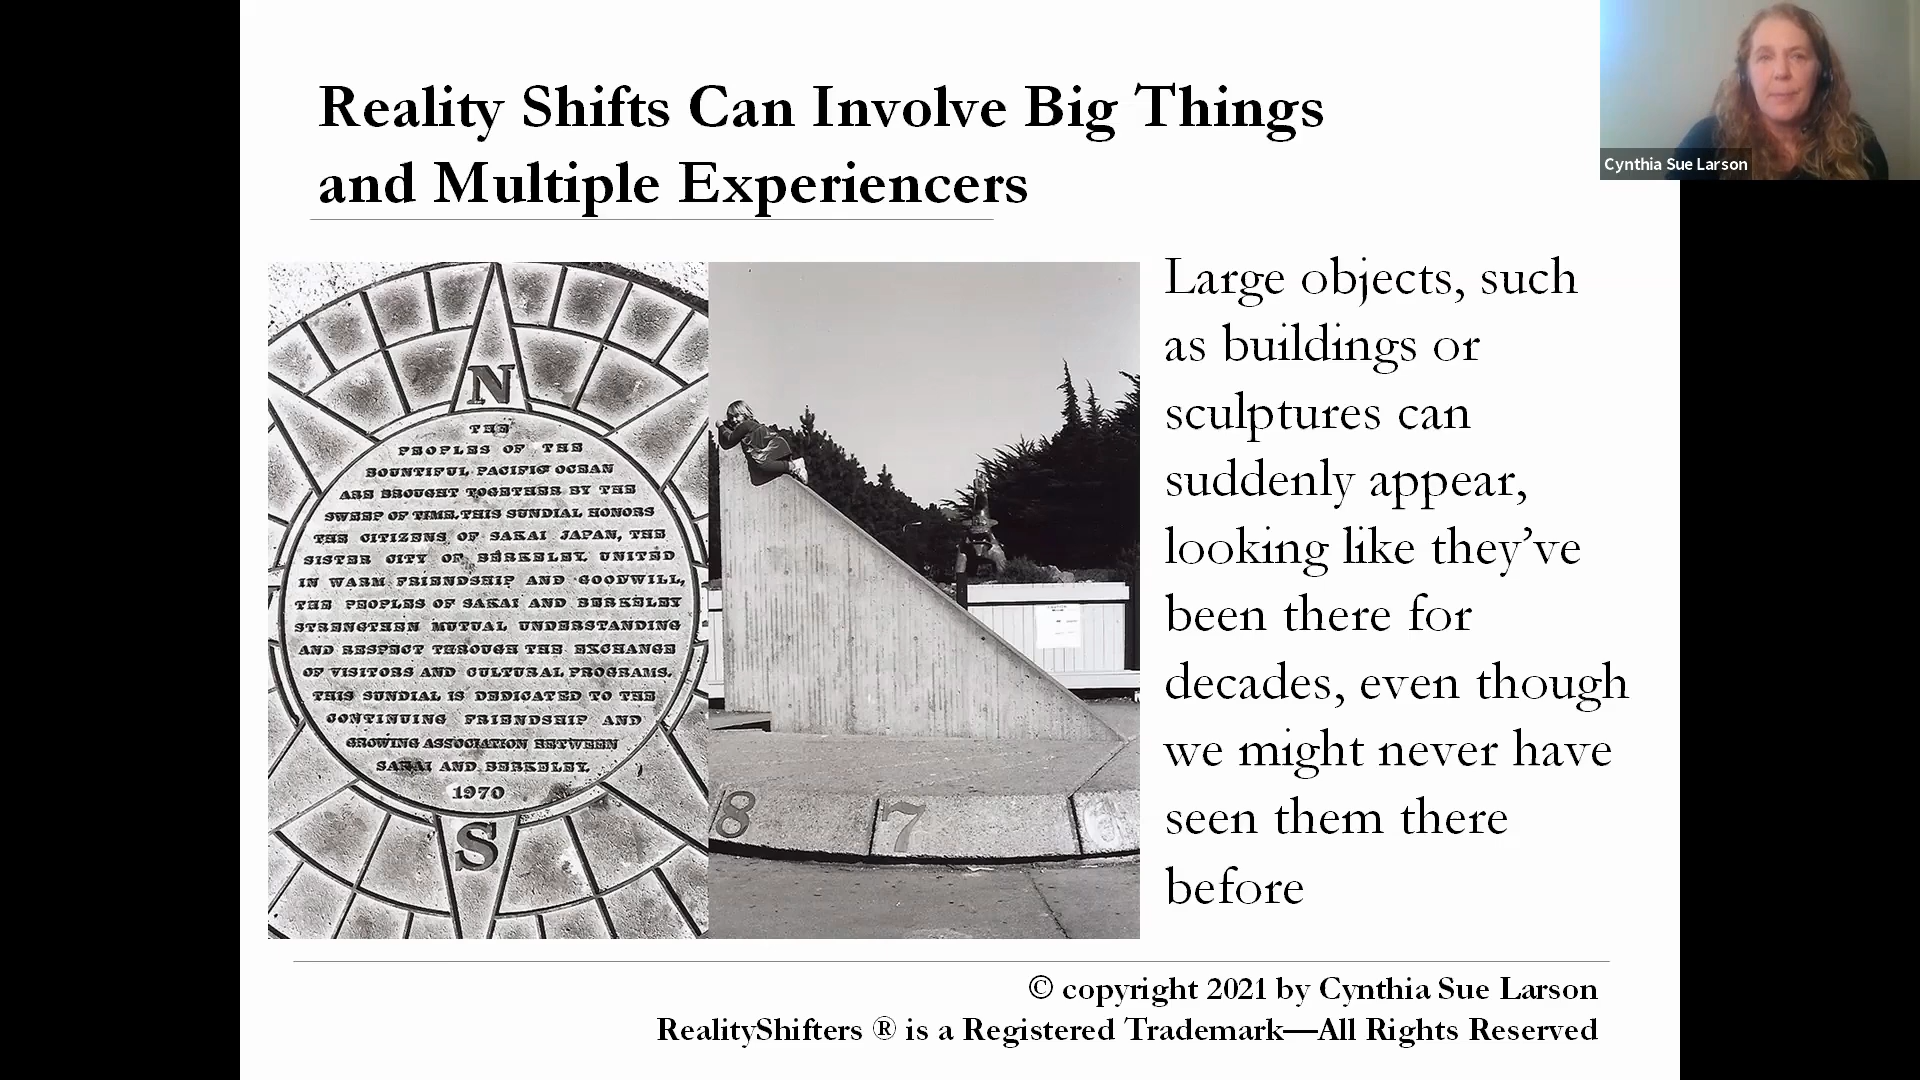 Reality Shifts Can Involve Big Things
and Multiple Experiencers
Cynthia Sue Larson
N
THE
PEOPLES OF THE
BOUNTIFUL PACIFIC OCEAN
ARE BROUGHT TOGETHER BY THE
SWEEP OF TIME. THIS SUNDIAL HONORS
THE CITIZENS OF SAKAI JAPAN, THE
SISTER CITY OF BERKELEY. UNITED
IN WARM FRIENDSHIP AND GOODWILL,
THE PEOPLES OF SAKAI AND BERKELEY
STRENGTHEN MUTUAL UNDERSTANDING
AND RESPECT THROUGH THE EXCHANGE
OF VISITORS AND CULTURAL PROGRAMS.
THIS SUNDIAL IS DEDICATED TO THE
CONTINUING FRIENDSHIP AND
GROWING ASSOCIATION BETWEEN
SAKAI AND BERKELEY.
1970
S
8 7 6
Large objects, such
as buildings or
sculptures can
suddenly appear,
looking like they’ve
been there for
decades, even though
we might never have
seen them there
before
© copyright 2021 by Cynthia Sue Larson
RealityShifters ® is a Registered Trademark—All Rights Reserved